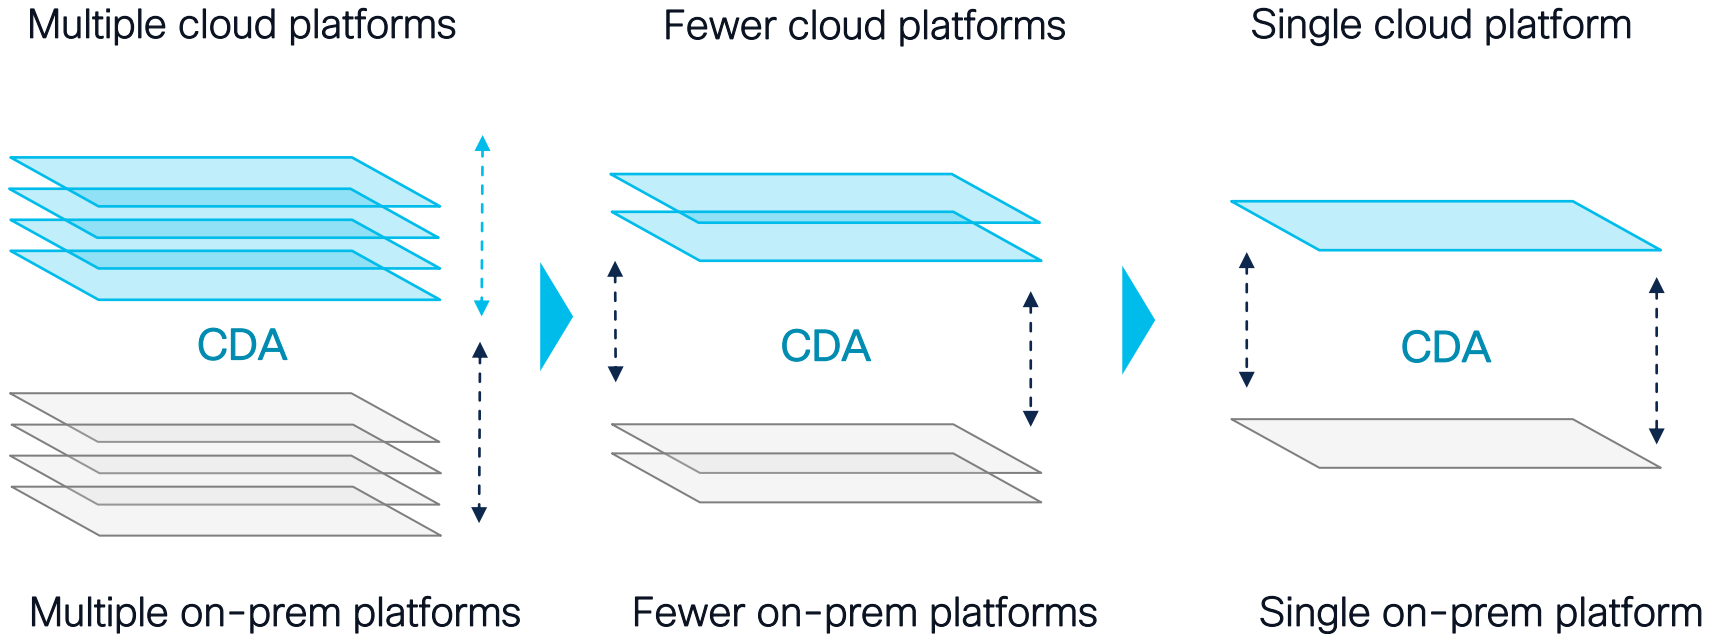 Multiple cloud platforms
Fewer cloud platforms
Single cloud platform
CDA
CDA
CDA
Multiple on-prem platforms
Fewer on-prem platforms
Single on-prem platform